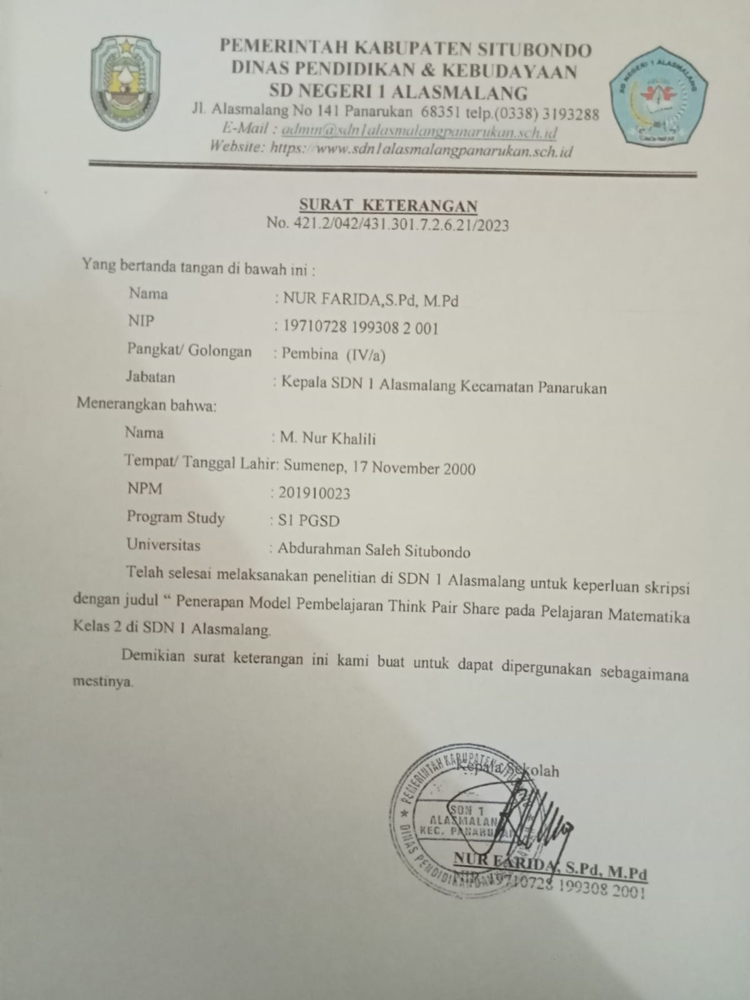 PEMERINTAH KABUPATEN SITUBONDO
DINAS PENDIDIKAN & KEBUDAYAAN
SD NEGERI 1 ALASMALANG
Jl. Alasmalang No 141 Panarukan 68351 telp.(0338) 3193288
E-Mail : admin@sdn1alasmalangpanarukan.sch.id
Website: https://www.sdn1alasmalangpanarukan.sch.id
SD NEGERI 1 ALASMALANG
SURAT KETERANGAN
No. 421.2/042/431.301.7.2.6.21/2023
Yang bertanda tangan di bawah ini :
Nama : NUR FARIDA,S.Pd, M.Pd
NIP : 19710728 199308 2 001
Pangkat/ Golongan : Pembina (IV/a)
Jabatan : Kepala SDN 1 Alasmalang Kecamatan Panarukan
Menerangkan bahwa:
Nama : M. Nur Khalili
Tempat/ Tanggal Lahir: Sumenep, 17 November 2000
NPM : 201910023
Program Study : S1 PGSD
Universitas : Abdurahman Saleh Situbondo
Telah selesai melaksanakan penelitian di SDN 1 Alasmalang untuk keperluan skripsi
dengan judul “ Penerapan Model Pembelajaran Think Pair Share pada Pelajaran Matematika
Kelas 2 di SDN 1 Alasmalang.
Demikian surat keterangan ini kami buat untuk dapat dipergunakan sebagaimana
mestinya.
Kepala Sekolah
PEMERINTAH KABUPATEN
SDN 1
KEC.
DINAS
NUR FARIDA, S.Pd, M.Pd
NIP. 19710728 199308 2001